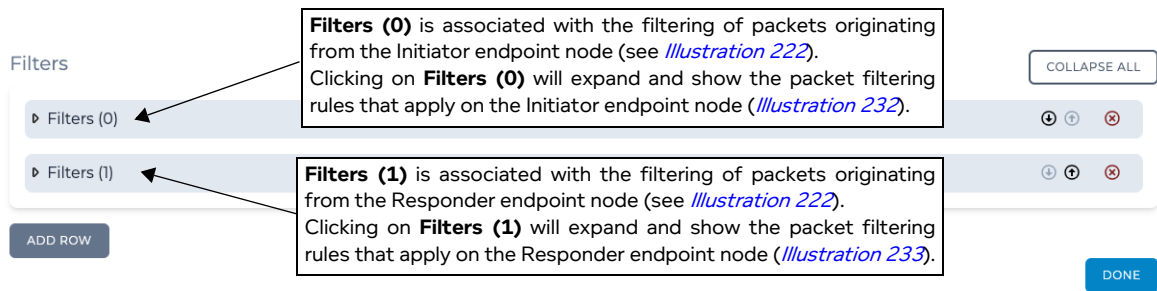 Filters (0) is associated with the filtering of packets originating
from the Initiator endpoint node (see Illustration 222).
Clicking on Filters (0) will expand and show the packet filtering
rules that apply on the Initiator endpoint node (Illustration 232).
Filters
COLLAPSE ALL
Filters (0)
Filters (1)
Filters (1) is associated with the filtering of packets originating
from the Responder endpoint node (see Illustration 222).
Clicking on Filters (1) will expand and show the packet filtering
rules that apply on the Responder endpoint node (Illustration 233).
ADD ROW
DONE